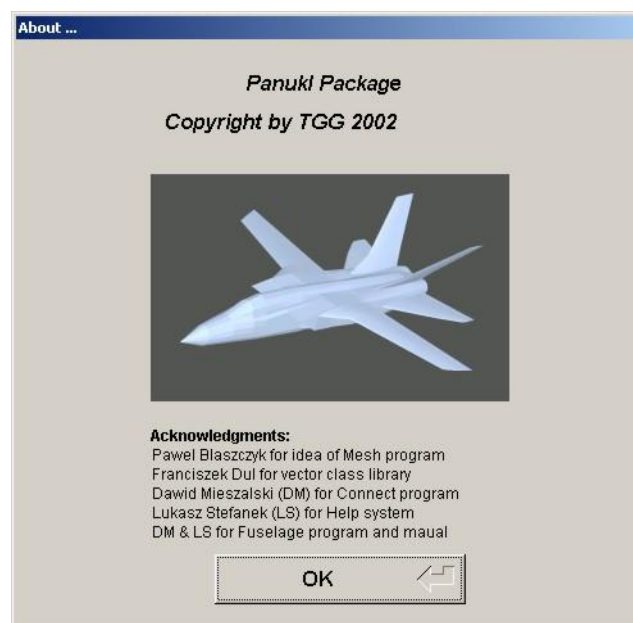 About ...
Panukl Package
Copyright by TGG 2002
Acknowledgments:
Pawel Blaszczyk for idea of Mesh program
Franciszek Dul for vector class library
Dawid Mieszalski (DM) for Connect program
Lukasz Stefanek (LS) for Help system
DM & LS for Fuselage program and maual
OK